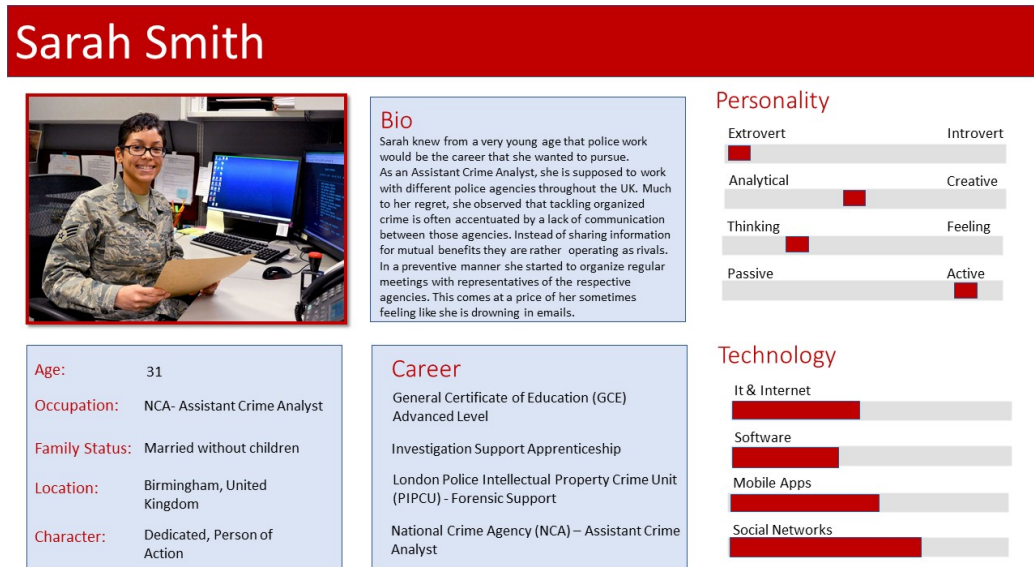 Sarah Smith
Bio
Sarah knew from a very young age that police work
would be the career that she wanted to pursue.
As an Assistant Crime Analyst, she is supposed to work
with different police agencies throughout the UK. Much
to her regret, she observed that tackling organized
crime is often accentuated by a lack of communication
between those agencies. Instead of sharing information
for mutual benefits they are rather operating as rivals.
In a preventive manner she started to organize regular
meetings with representatives of the respective
agencies. This comes at a price of her sometimes
feeling like she is drowning in emails.
Personality
Extrovert Introvert
Analytical Creative
Thinking Feeling
Passive Active
Age: 31
Occupation: NCA- Assistant Crime Analyst
Family Status: Married without children
Location: Birmingham, United
Kingdom
Character: Dedicated, Person of
Action
Career
General Certificate of Education (GCE)
Advanced Level
Investigation Support Apprenticeship
London Police Intellectual Property Crime Unit
(PIPCU) - Forensic Support
National Crime Agency (NCA) – Assistant Crime
Analyst
Technology
It & Internet
Software
Mobile Apps
Social Networks